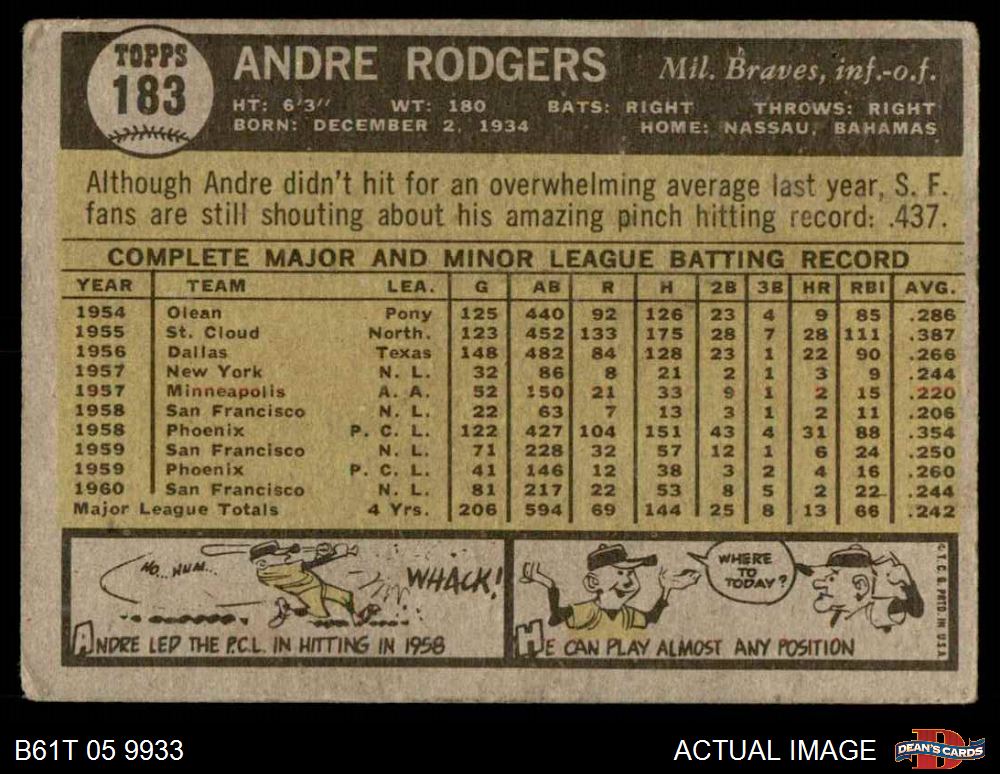 TOPPS
183
ANDRE RODGERS Mil. Braves, inf.-o.f.
HT: 6'3" WT: 180 BATS: RIGHT THROWS: RIGHT
BORN: DECEMBER 2, 1934 HOME: NASSAU, BAHAMAS
Although Andre didn't hit for an overwhelming average last year, S. F.
fans are still shouting about his amazing pinch hitting record: .437.
COMPLETE MAJOR AND MINOR LEAGUE BATTING RECORD
YEAR TEAM LEA. G AB R H 2B 3B HR RBI AVG.
1954 Olean Pony 125 440 92 126 23 4 9 85 .286
1955 St. Cloud North. 123 452 133 175 28 7 28 111 .387
1956 Dallas Texas 148 482 84 128 23 1 22 90 .266
1957 New York N. L. 32 86 8 21 2 1 3 9 .244
1957 Minneapolis A. A. 52 150 21 33 9 1 2 15 .220
1958 San Francisco N. L. 22 63 7 13 3 1 2 11 .206
1958 Phoenix P. C. L. 122 427 104 151 43 4 31 88 .354
1959 San Francisco N. L. 71 228 32 57 12 1 6 24 .250
1959 Phoenix P. C. L. 41 146 12 38 3 2 4 16 .260
1960 San Francisco N. L. 81 217 22 53 8 5 2 22 .244
Major League Totals 4 Yrs. 206 594 69 144 25 8 13 66 .242
HO.. HUM...
WHACK!
ANDRE LED THE P.C.L. IN HITTING IN 1958
WHERE
TO
TODAY?
HE CAN PLAY ALMOST ANY POSITION
© T. C. G. PRTD. IN U.S.A.
B61T 05 9933 ACTUAL IMAGE DEAN'S CARDS